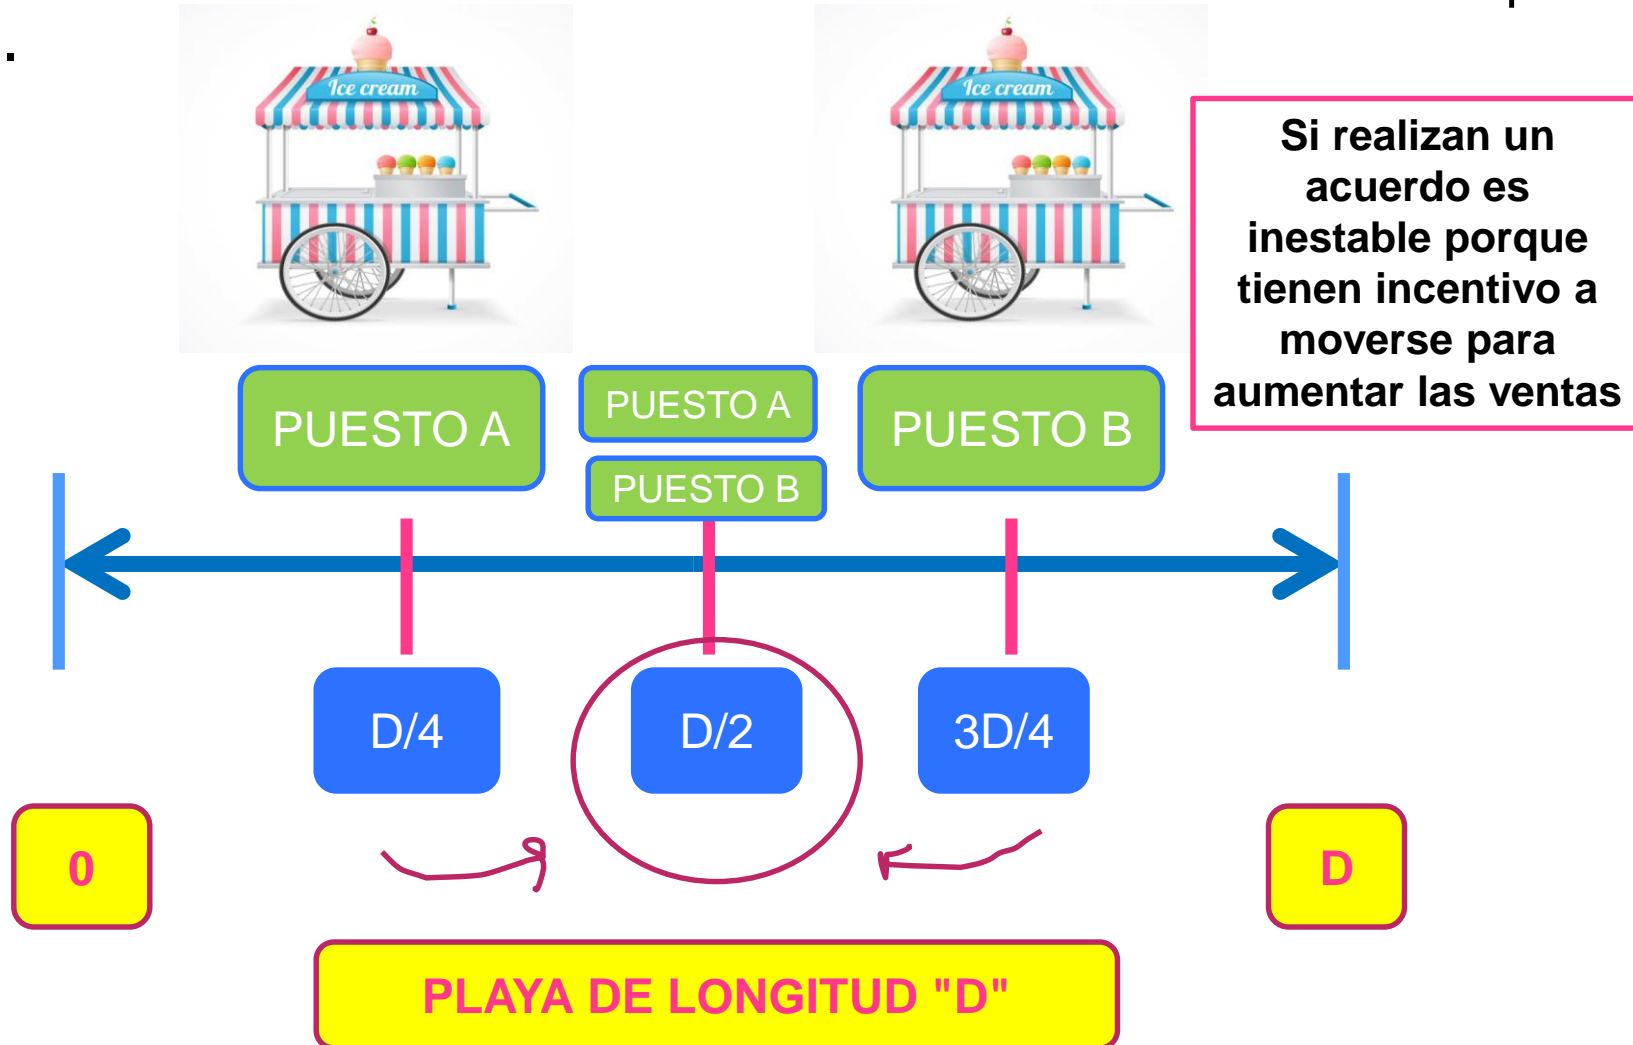 .
Ice cream
Ice cream
Si realizan un
acuerdo es
inestable porque
tienen incentivo a
moverse para
aumentar las ventas
PUESTO A
PUESTO A
PUESTO B
PUESTO B
D/4
D/2
3D/4
0
D
PLAYA DE LONGITUD "D"